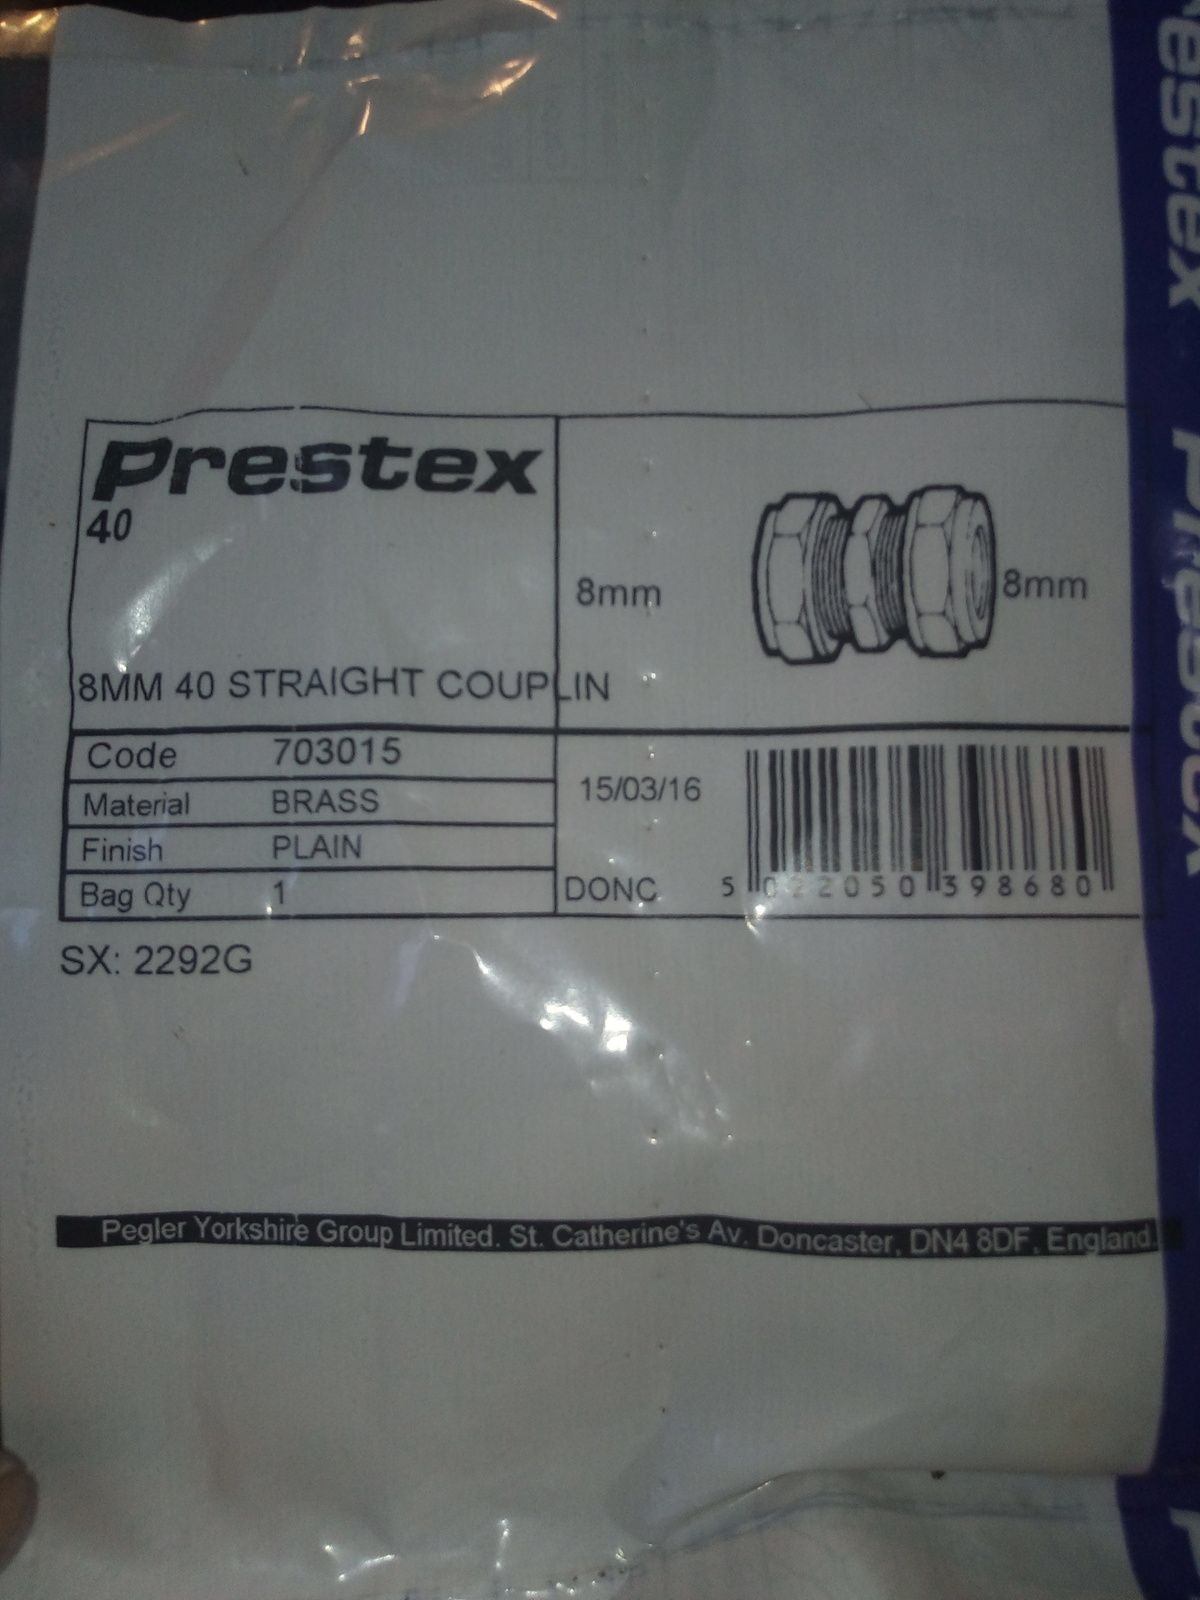 Prestex
40
8mm
8mm
8MM 40 STRAIGHT COUPLIN
Code 703015
Material BRASS
Finish PLAIN
Bag Qty 1
15/03/16
DONC
5 022050 398680
SX: 2292G
Pegler Yorkshire Group Limited. St. Catherine's Av. Doncaster, DN4 8DF, England.
estex
Prestex